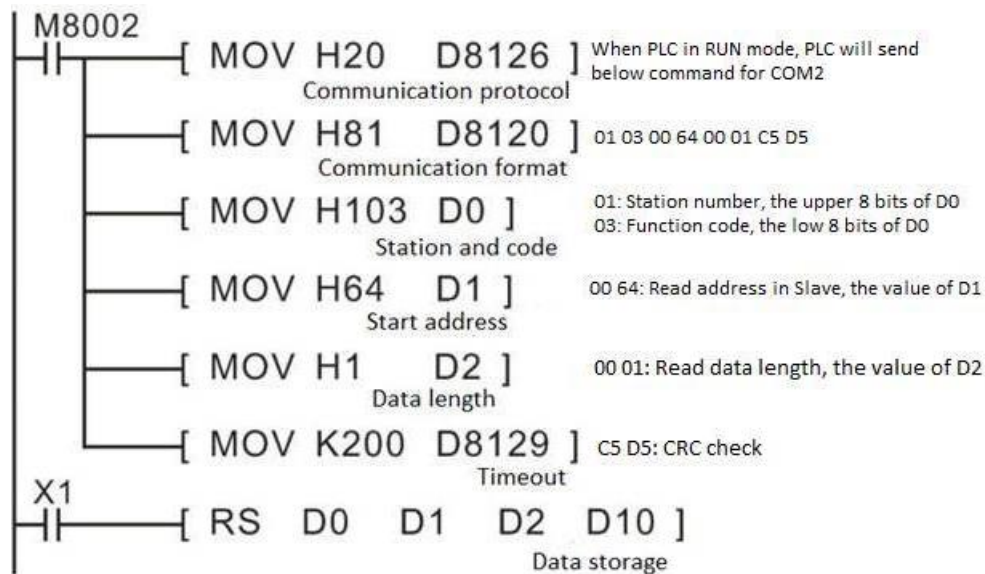 M8002
[ MOV H20 D8126 ] When PLC in RUN mode, PLC will send
below command for COM2
Communication protocol
[ MOV H81 D8120 ] 01 03 00 64 00 01 C5 D5
Communication format
[ MOV H103 D0 ] 01: Station number, the upper 8 bits of D0
03: Function code, the low 8 bits of D0
Station and code
[ MOV H64 D1 ] 00 64: Read address in Slave, the value of D1
Start address
[ MOV H1 D2 ] 00 01: Read data length, the value of D2
Data length
[ MOV K200 D8129 ] C5 D5: CRC check
Timeout
X1
[ RS D0 D1 D2 D10 ]
Data storage